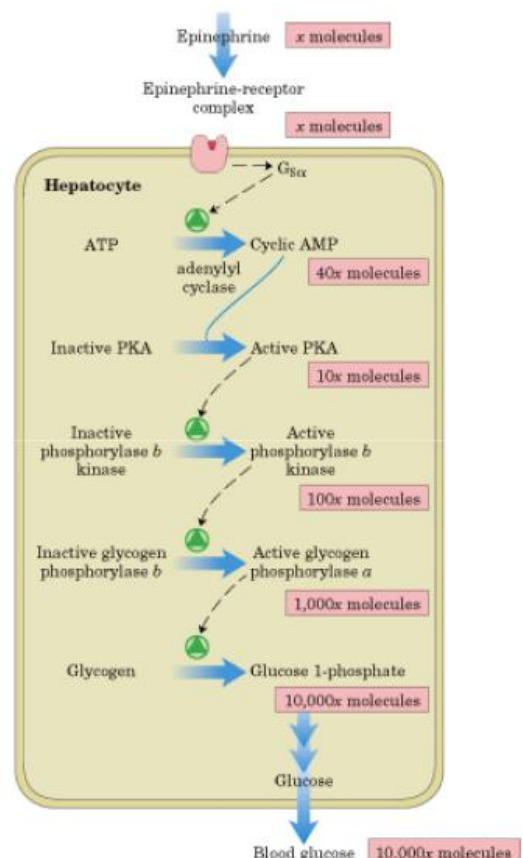 Epinephrine
x molecules
Epinephrine-receptor
complex
x molecules
Hepatocyte
GSα
ATP
Cyclic AMP
adenylyl
cyclase
40x molecules
Inactive PKA
Active PKA
10x molecules
Inactive
phosphorylase b
kinase
Active
phosphorylase b
kinase
100x molecules
Inactive glycogen
phosphorylase b
Active glycogen
phosphorylase a
1,000x molecules
Glycogen
Glucose 1-phosphate
10,000x molecules
Glucose
Blood glucose
10,000x molecules